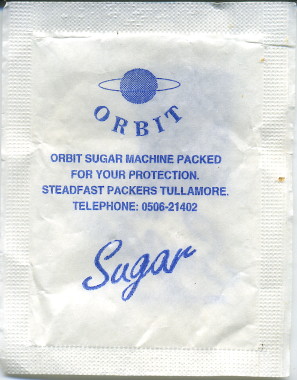 ORBIT
ORBIT SUGAR MACHINE PACKED
FOR YOUR PROTECTION.
STEADFAST PACKERS TULLAMORE.
TELEPHONE: 0506-21402
Sugar